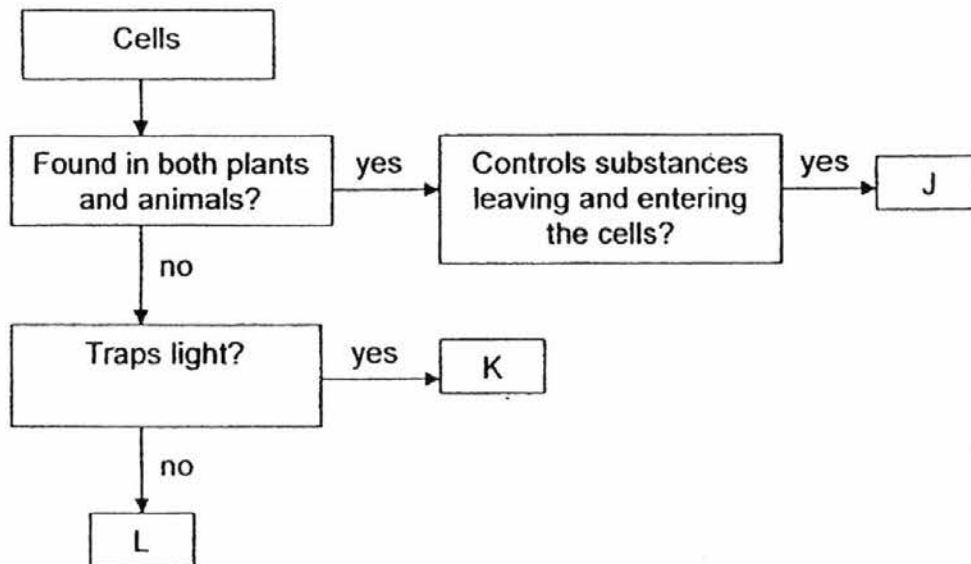 Cells
Found in both plants
and animals?
yes
Controls substances
leaving and entering
the cells?
yes
J
no
Traps light?
yes
K
no
L